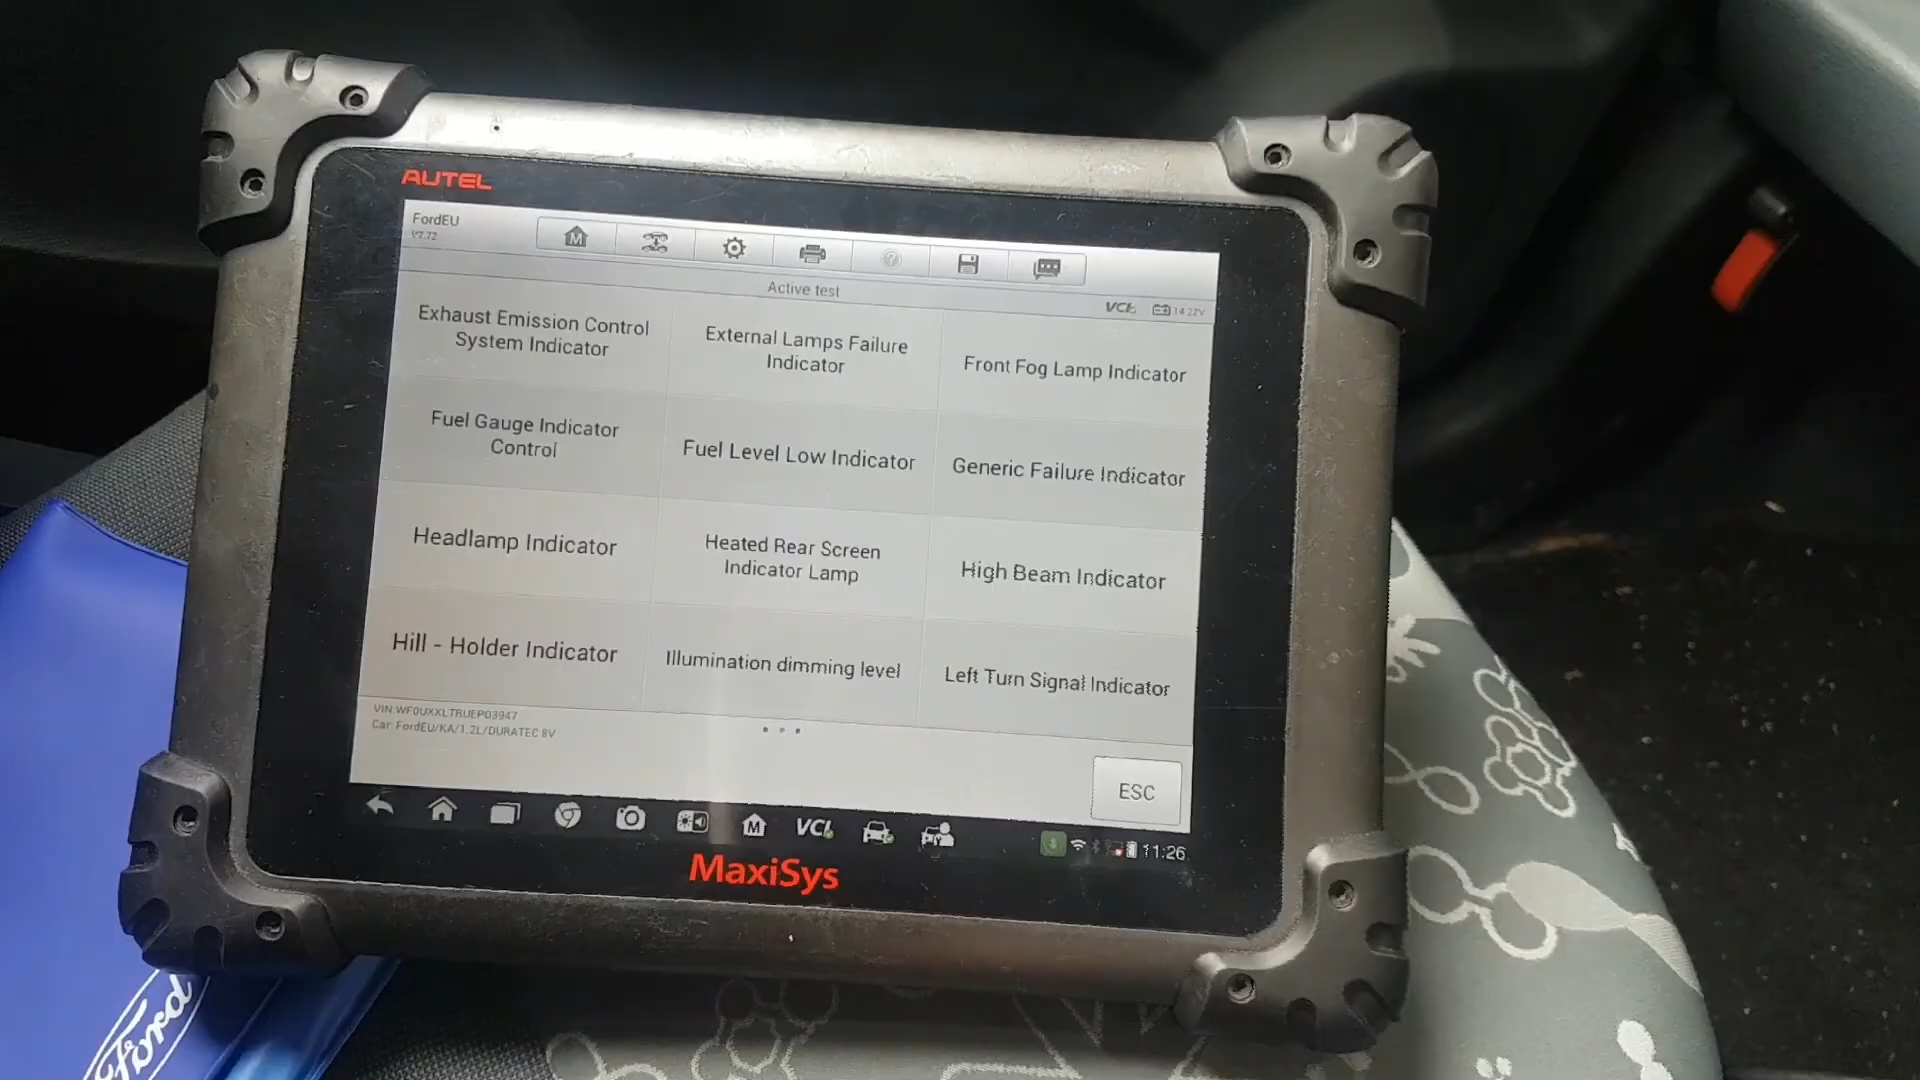 AUTEL
FordEU
V7.72
Active test
VCI
14.22V
Exhaust Emission Control
System Indicator
External Lamps Failure
Indicator
Front Fog Lamp Indicator
Fuel Gauge Indicator
Control
Fuel Level Low Indicator
Generic Failure Indicator
Headlamp Indicator
Heated Rear Screen
Indicator Lamp
High Beam Indicator
Hill - Holder Indicator
Illumination dimming level
Left Turn Signal Indicator
VIN:WF0UXXLTRUEP03947
Car: FordEU/KA/1.2L/DURATEC 8V
ESC
M
VCI
11:26
MaxiSys
Ford